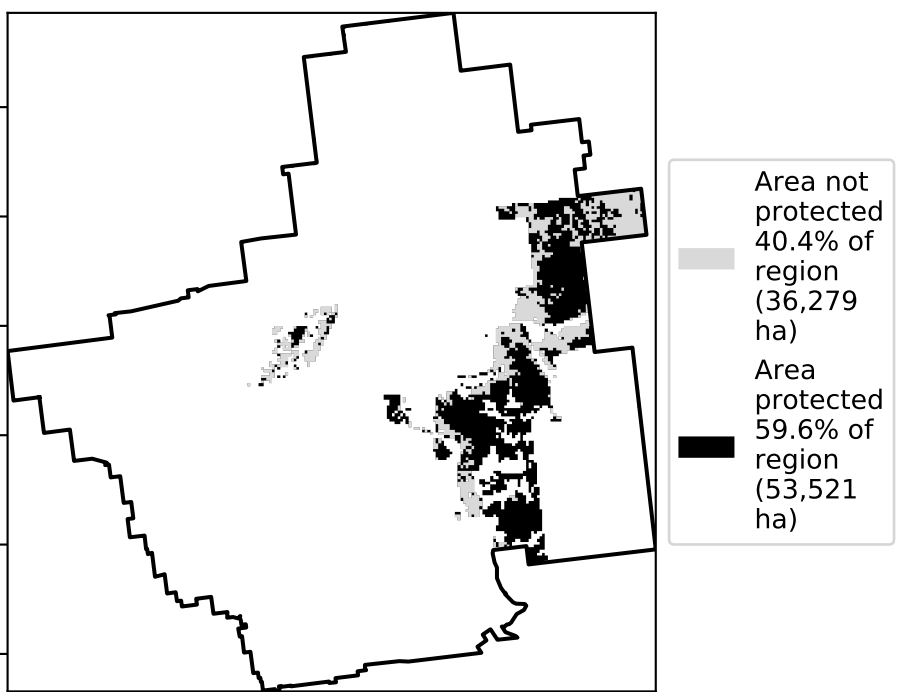 Area not
protected
40.4% of
region
(36,279
ha)
Area
protected
59.6% of
region
(53,521
ha)